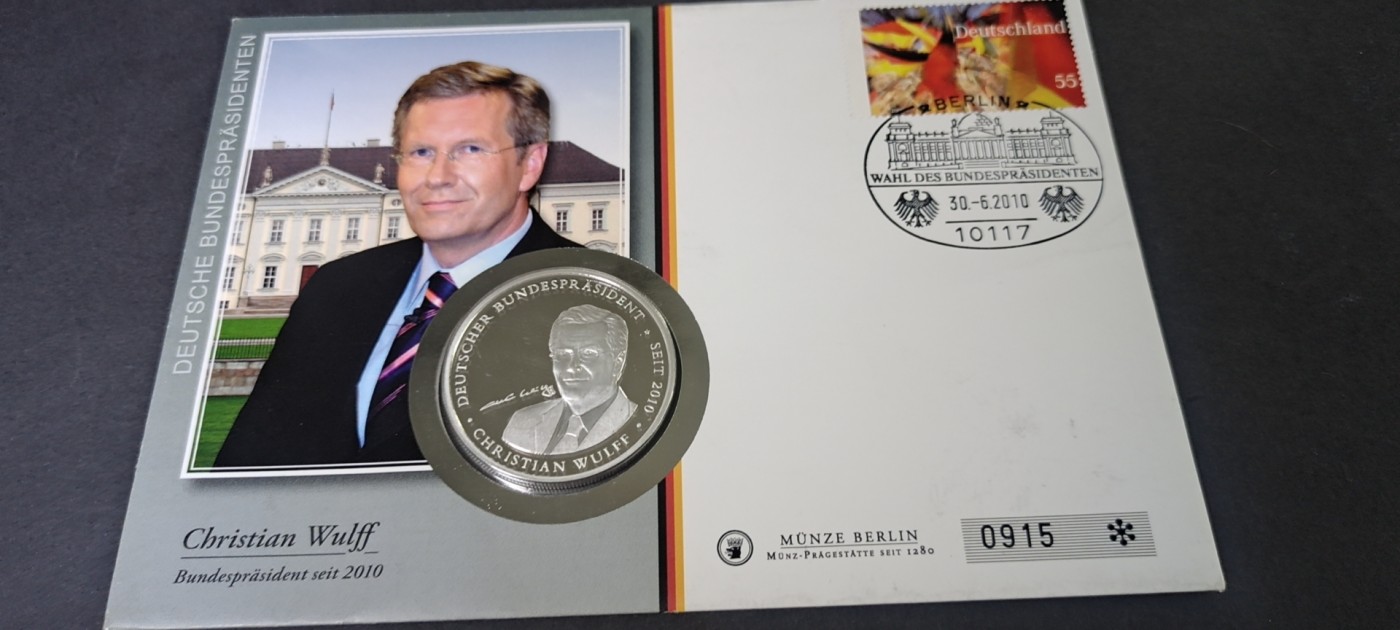 DEUTSCHE BUNDESPRÄSIDENTEN
DEUTSCHER BUNDESPRÄSIDENT * SEIT 2010 *
* CHRISTIAN WULFF
Christian Wulff
Bundespräsident seit 2010
Deutschland
55
BERLIN
WAHL DES BUNDESPRÄSIDENTEN
30.-6.2010
10117
MÜNZE BERLIN
MÜNZ-PRÄGESTÄTTE SEIT 1280
0915 *